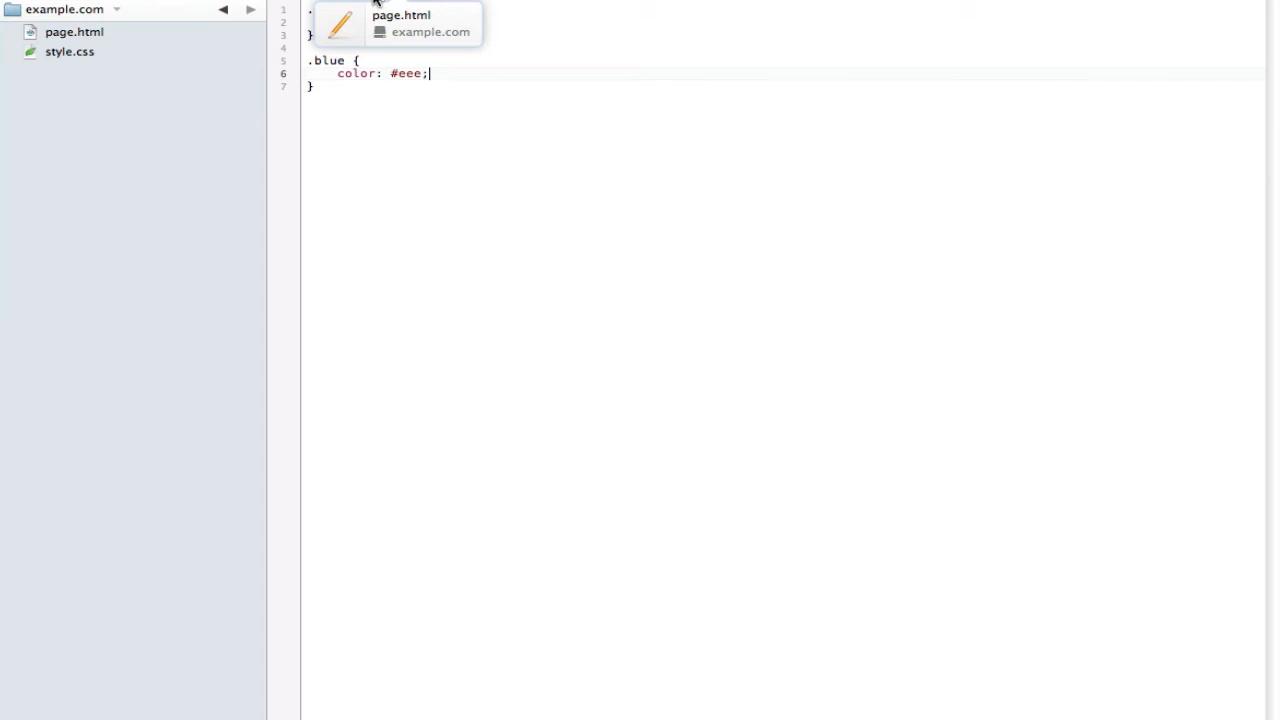 example.com
page.html
style.css
page.html
example.com
1 .
2
3 }
4
5 .blue {
6 color: #eee;
7 }